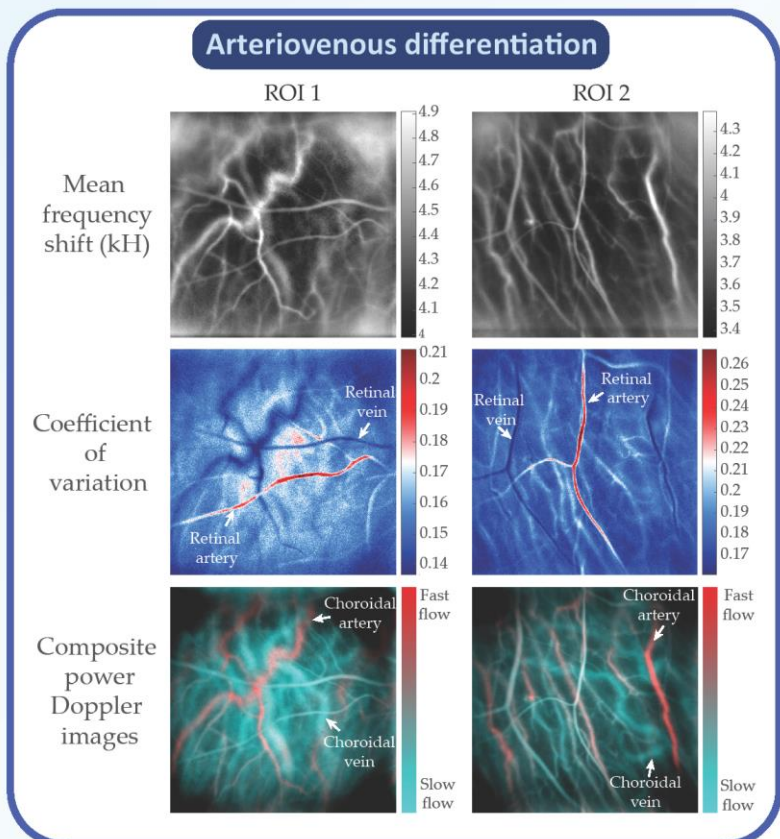 Arteriovenous differentiation
ROI 1
ROI 2
Mean
frequency
shift (kH)
4.9
4.8
4.7
4.6
4.5
4.4
4.3
4.2
4.1
4
4.3
4.2
4.1
4
3.9
3.8
3.7
3.6
3.5
3.4
Coefficient
of
variation
Retinal
vein
Retinal
artery
0.21
0.2
0.19
0.18
0.17
0.16
0.15
0.14
Retinal
vein
Retinal
artery
0.26
0.25
0.24
0.23
0.22
0.21
0.2
0.19
0.18
0.17
Composite
power
Doppler
images
Choroidal
artery
Choroidal
vein
Fast
flow
Slow
flow
Choroidal
artery
Choroidal
vein
Fast
flow
Slow
flow